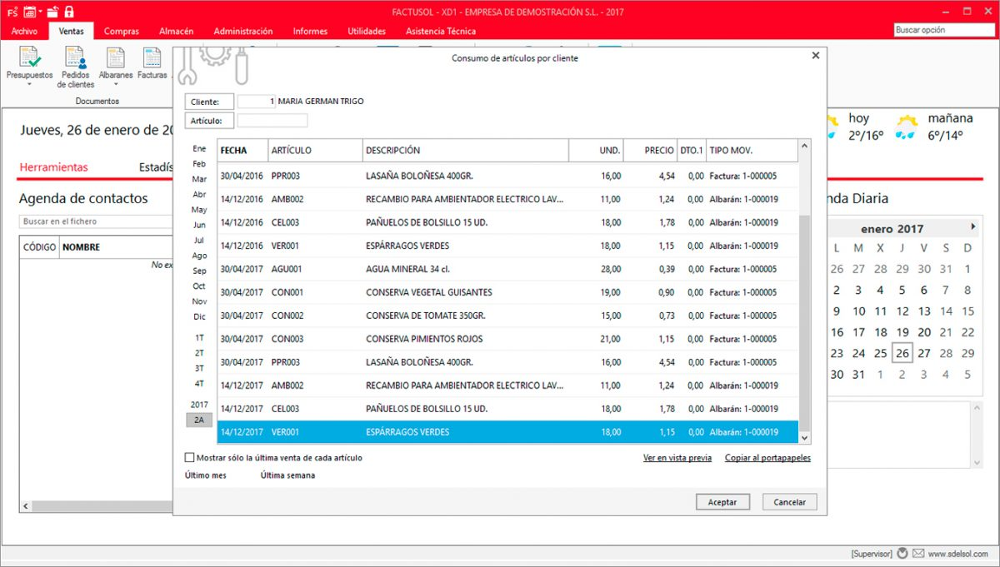 FS
FACTUSOL - XD1 - EMPRESA DE DEMOSTRACIÓN S.L. - 2017
Archivo Ventas Compras Almacén Administración Informes Utilidades Asistencia Técnica Buscar opción
Presupuestos Pedidos de clientes Albaranes Facturas
Documentos
Consumo de artículos por cliente
Cliente: 1 MARIA GERMAN TRIGO
Artículo:
Jueves, 26 de enero de 20
hoy mañana
2º/16º 6º/14º
Herramientas Estadís
Agenda de contactos
Buscar en el fichero
CÓDIGO NOMBRE
No ex
Ene
Feb
Mar
Abr
May
Jun
Jul
Ago
Sep
Oct
Nov
Dic
1T
2T
3T
4T
2017
2A
FECHA ARTÍCULO DESCRIPCIÓN UND. PRECIO DTO.1 TIPO MOV.
30/04/2016 PPR003 LASAÑA BOLOÑESA 400GR. 16,00 4,54 0,00 Factura: 1-000005
14/12/2016 AMB002 RECAMBIO PARA AMBIENTADOR ELECTRICO LAV... 11,00 1,24 0,00 Albarán: 1-000019
14/12/2016 CEL003 PAÑUELOS DE BOLSILLO 15 UD. 18,00 1,78 0,00 Albarán: 1-000019
14/12/2016 VER001 ESPÁRRAGOS VERDES 18,00 1,15 0,00 Albarán: 1-000019
30/04/2017 AGU001 AGUA MINERAL 34 cl. 28,00 0,39 0,00 Factura: 1-000005
30/04/2017 CON001 CONSERVA VEGETAL GUISANTES 19,00 0,90 0,00 Factura: 1-000005
30/04/2017 CON002 CONSERVA DE TOMATE 350GR. 15,00 0,73 0,00 Factura: 1-000005
30/04/2017 CON003 CONSERVA PIMIENTOS ROJOS 21,00 1,15 0,00 Factura: 1-000005
30/04/2017 PPR003 LASAÑA BOLOÑESA 400GR. 16,00 4,54 0,00 Factura: 1-000005
14/12/2017 AMB002 RECAMBIO PARA AMBIENTADOR ELECTRICO LAV... 11,00 1,24 0,00 Albarán: 1-000019
14/12/2017 CEL003 PAÑUELOS DE BOLSILLO 15 UD. 18,00 1,78 0,00 Albarán: 1-000019
14/12/2017 VER001 ESPÁRRAGOS VERDES 18,00 1,15 0,00 Albarán: 1-000019
Mostrar sólo la última venta de cada artículo
Ver en vista previa Copiar al portapapeles
Último mes Última semana
Aceptar Cancelar
nda Diaria
enero 2017
L M X J V S D
26 27 28 29 30 31 1
2 3 4 5 6 7 8
9 10 11 12 13 14 15
16 17 18 19 20 21 22
23 24 25 26 27 28 29
30 31 1 2 3 4 5
[Supervisor] www.sdelsol.com